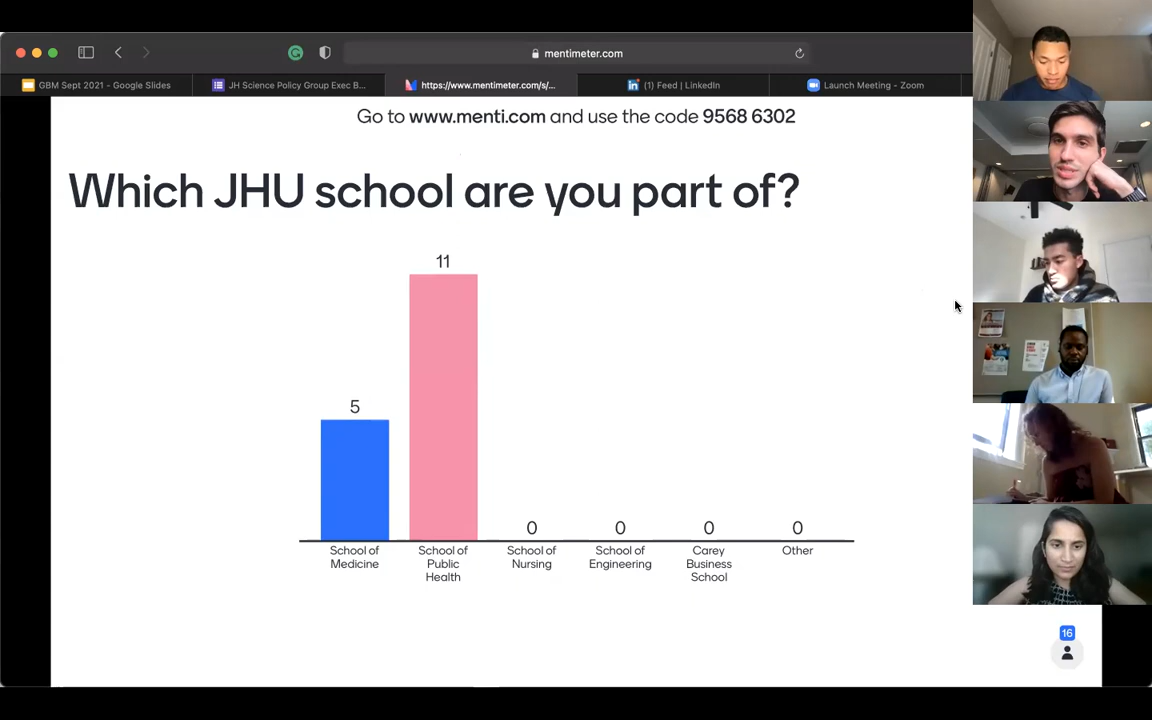 mentimeter.com
GBM Sept 2021 - Google Slides
JH Science Policy Group Exec B...
https://www.mentimeter.com/s/...
(1) Feed | LinkedIn
Launch Meeting - Zoom
Go to www.menti.com and use the code 9568 6302
Which JHU school are you part of?
11
5
0
0
0
0
School of
Medicine
School of
Public
Health
School of
Nursing
School of
Engineering
Carey
Business
School
Other
16